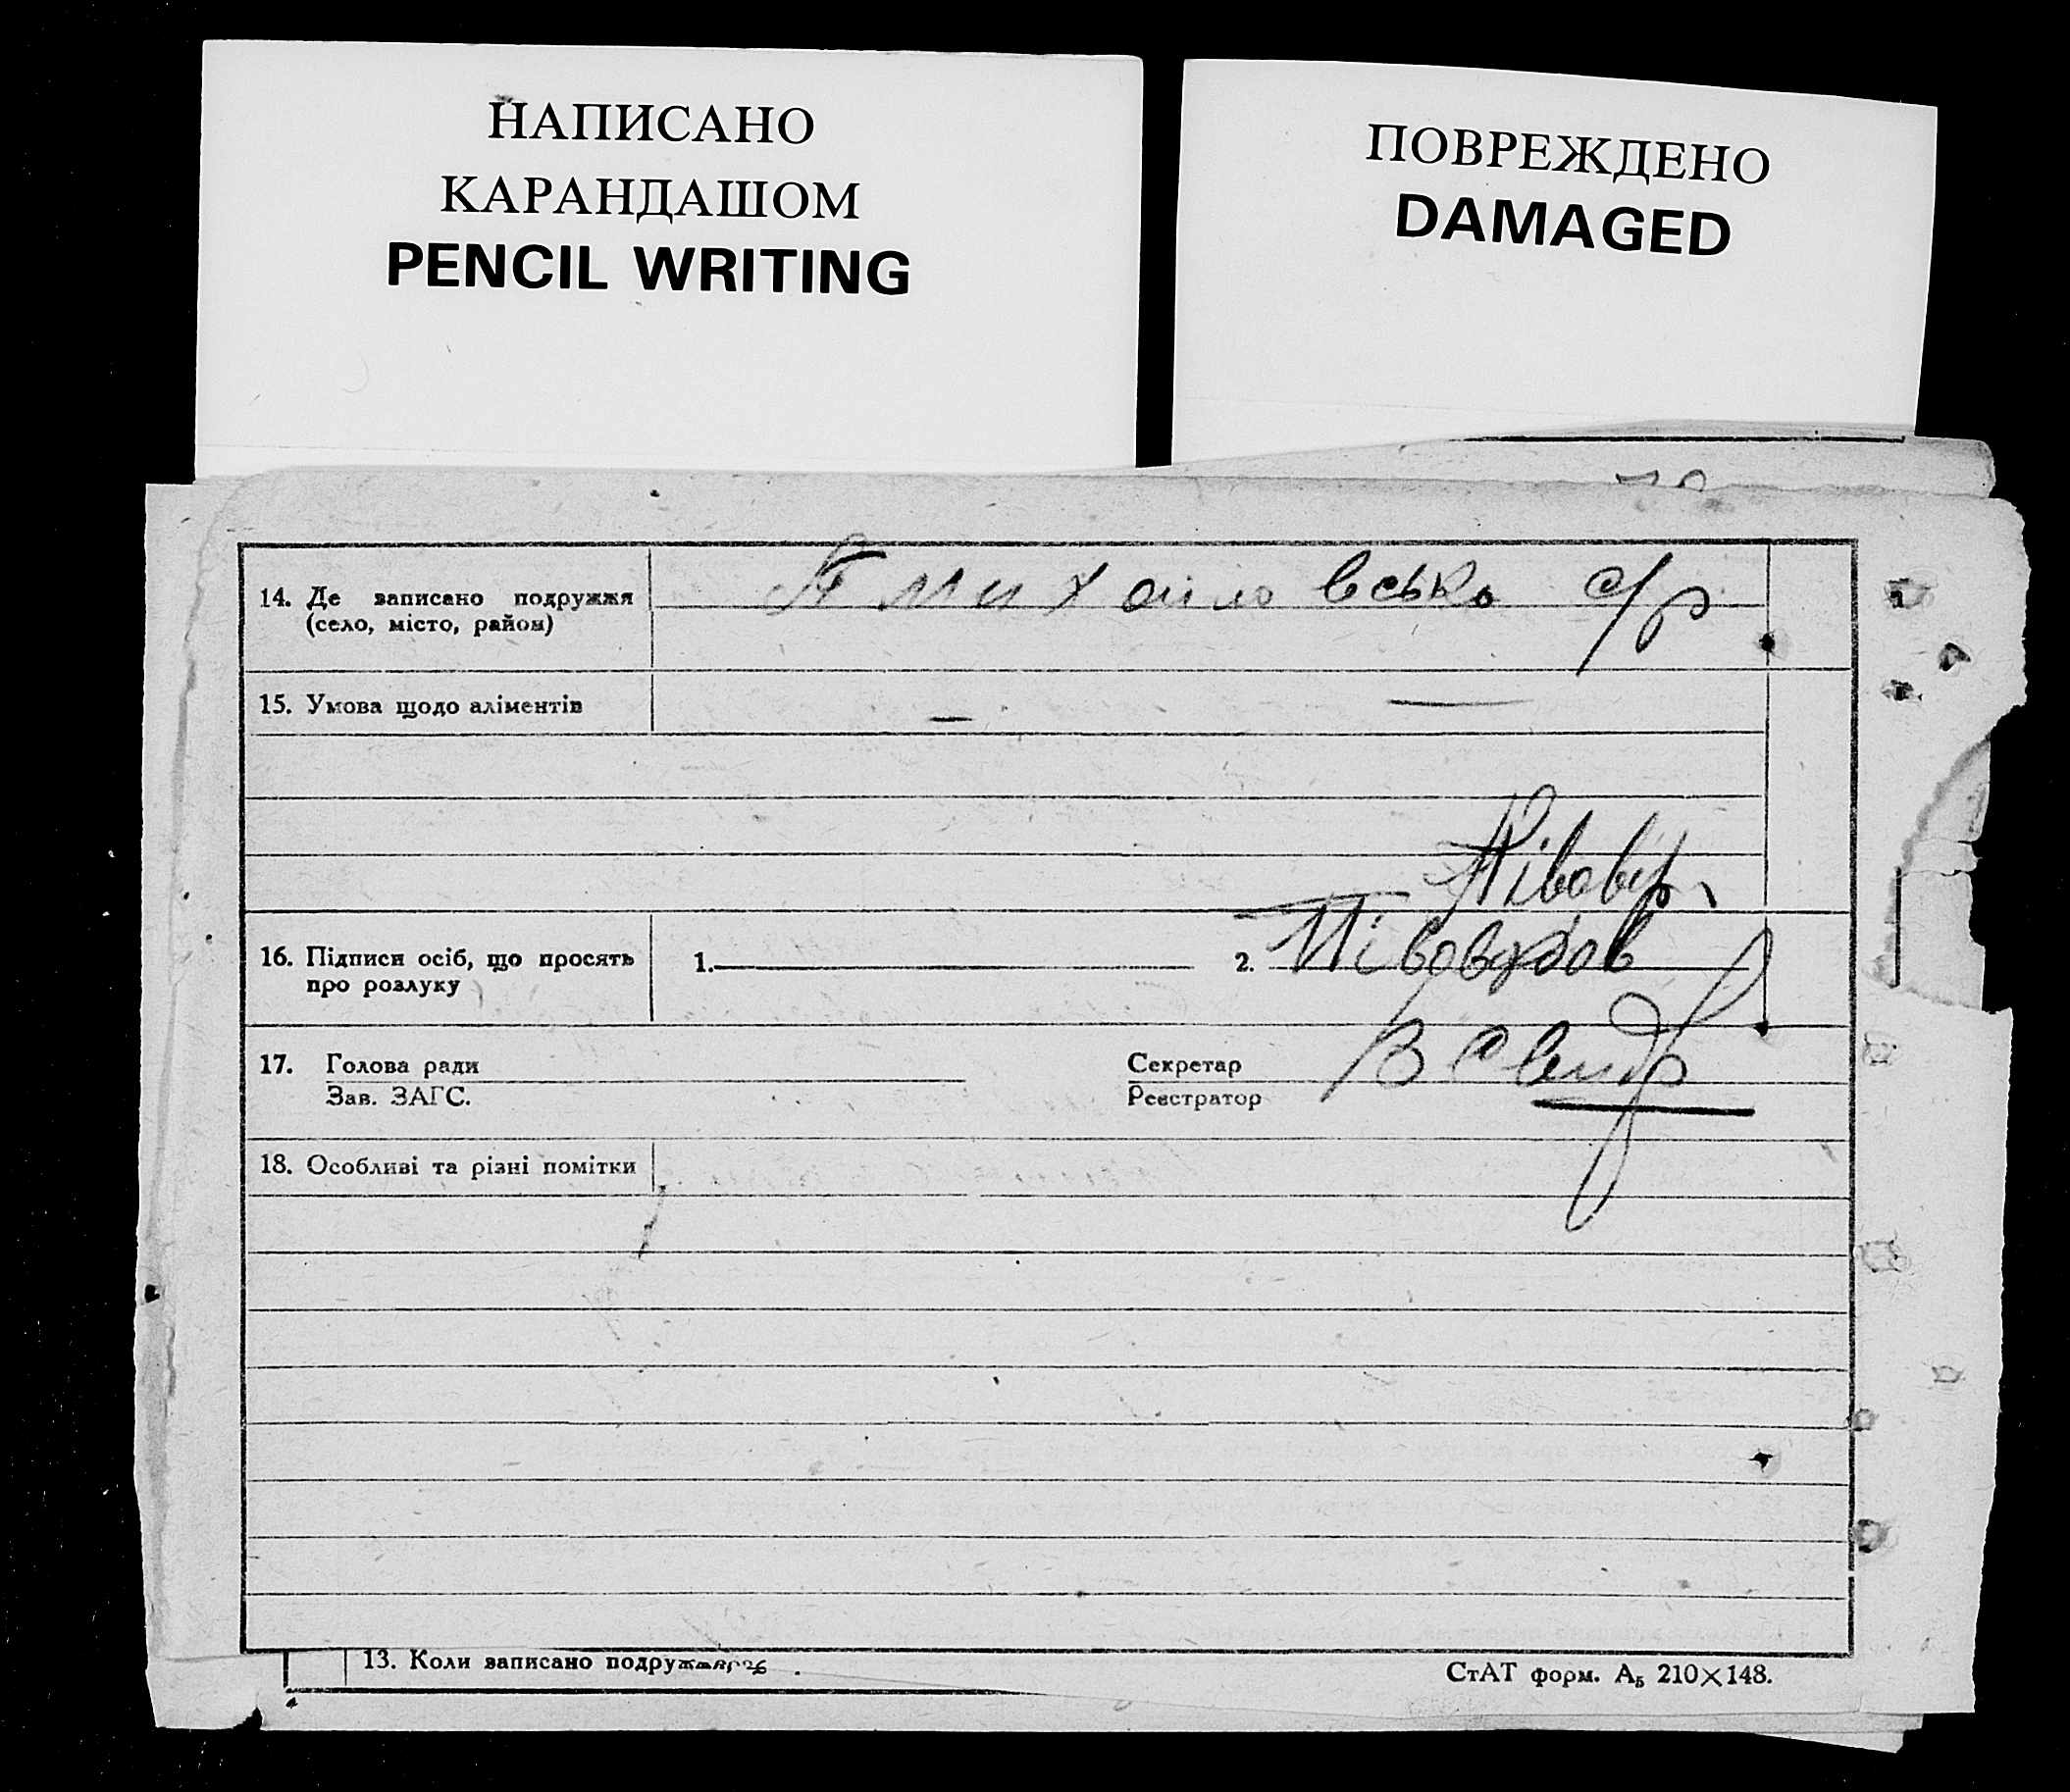 НАПИСАНО
КАРАНДАШОМ
PENCIL WRITING
ПОВРЕЖДЕНО
DAMAGED
14. Де записано подружжя
(село, місто, район)
с/р
15. Умова щодо аліментів — —
16. Підписи осіб, що просять
про розлуку
1.
2.
17. Голова ради
Зав. ЗАГС.
Секретар
Реєстратор
18. Особливі та різні помітки
13. Коли записано подружжя
СтАТ форм. А₅ 210×148.